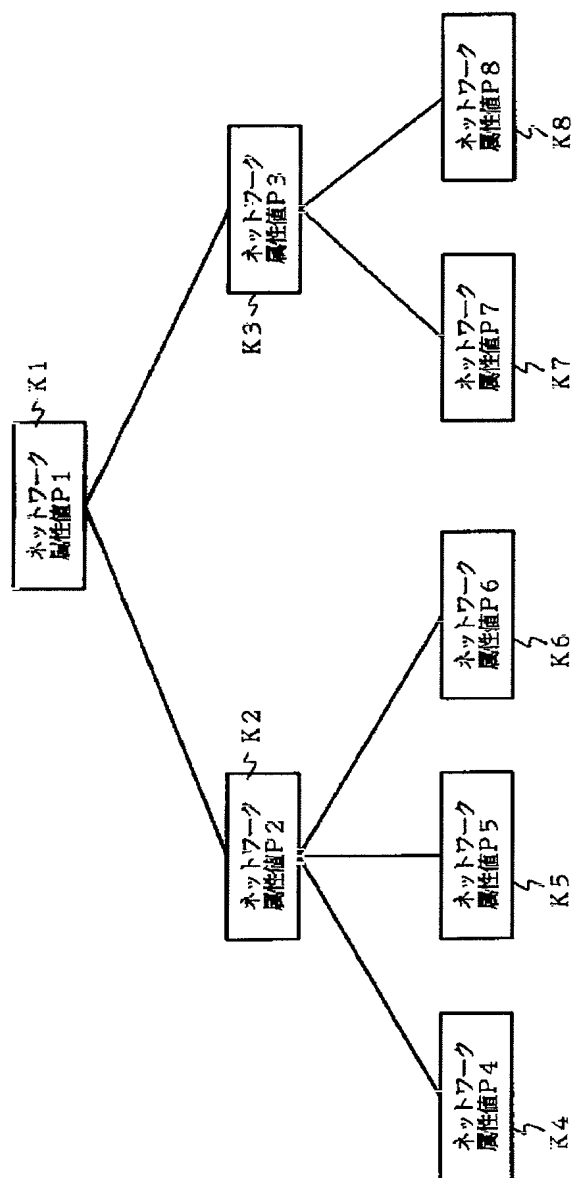 ネットワーク
属性値P1
K1
ネットワーク
属性値P2
K2
ネットワーク
属性値P3
K3
ネットワーク
属性値P4
K4
ネットワーク
属性値P5
K5
ネットワーク
属性値P6
K6
ネットワーク
属性値P7
K7
ネットワーク
属性値P8
K8